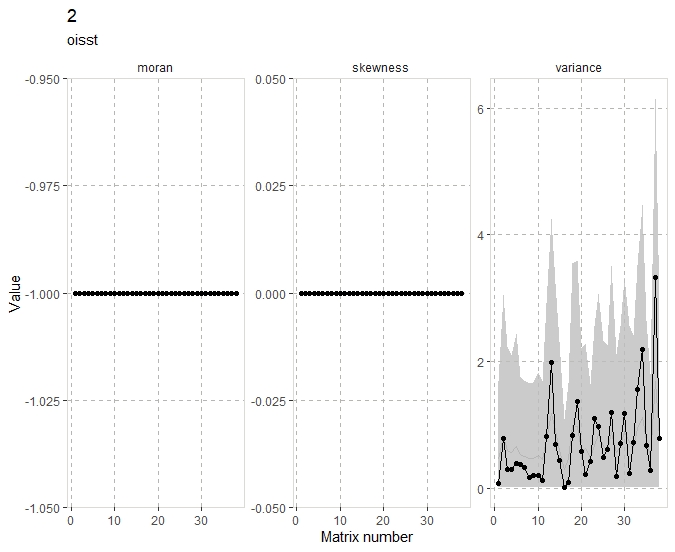 2
oisst
moran
skewness
variance
-0.950
-0.975
-1.000
-1.025
-1.050
0.050
0.025
0.000
-0.025
-0.050
6
4
2
0
Value
0 10 20 30
0 10 20 30
0 10 20 30
Matrix number